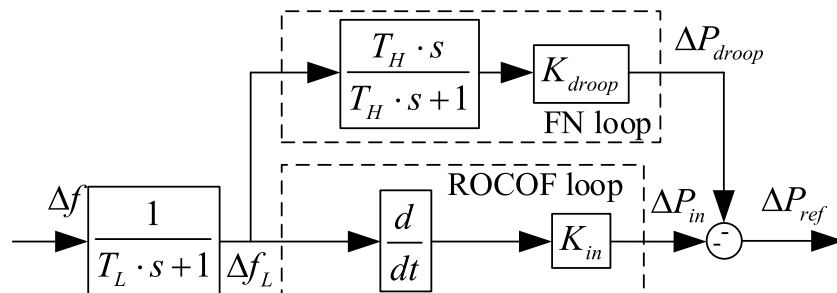 T_H · s
T_H · s + 1
K_droop
ΔP_droop
FN loop
ROCOF loop
Δf
1
T_L · s + 1
Δf_L
d
dt
K_in
ΔP_in
- -
ΔP_ref